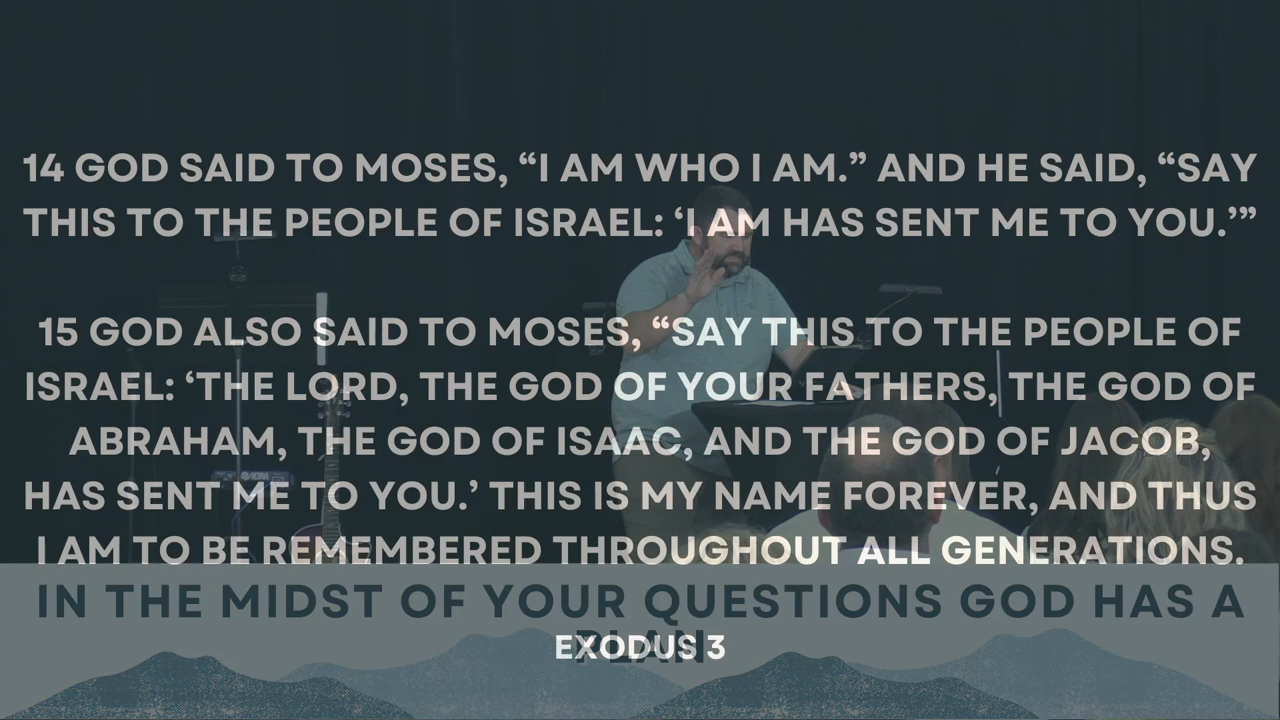 14 GOD SAID TO MOSES, “I AM WHO I AM.” AND HE SAID, “SAY
THIS TO THE PEOPLE OF ISRAEL: ‘I AM HAS SENT ME TO YOU.’”
15 GOD ALSO SAID TO MOSES, “SAY THIS TO THE PEOPLE OF
ISRAEL: ‘THE LORD, THE GOD OF YOUR FATHERS, THE GOD OF
ABRAHAM, THE GOD OF ISAAC, AND THE GOD OF JACOB,
HAS SENT ME TO YOU.’ THIS IS MY NAME FOREVER, AND THUS
I AM TO BE REMEMBERED THROUGHOUT ALL GENERATIONS.
IN THE MIDST OF YOUR QUESTIONS GOD HAS A
PLAN
EXODUS 3